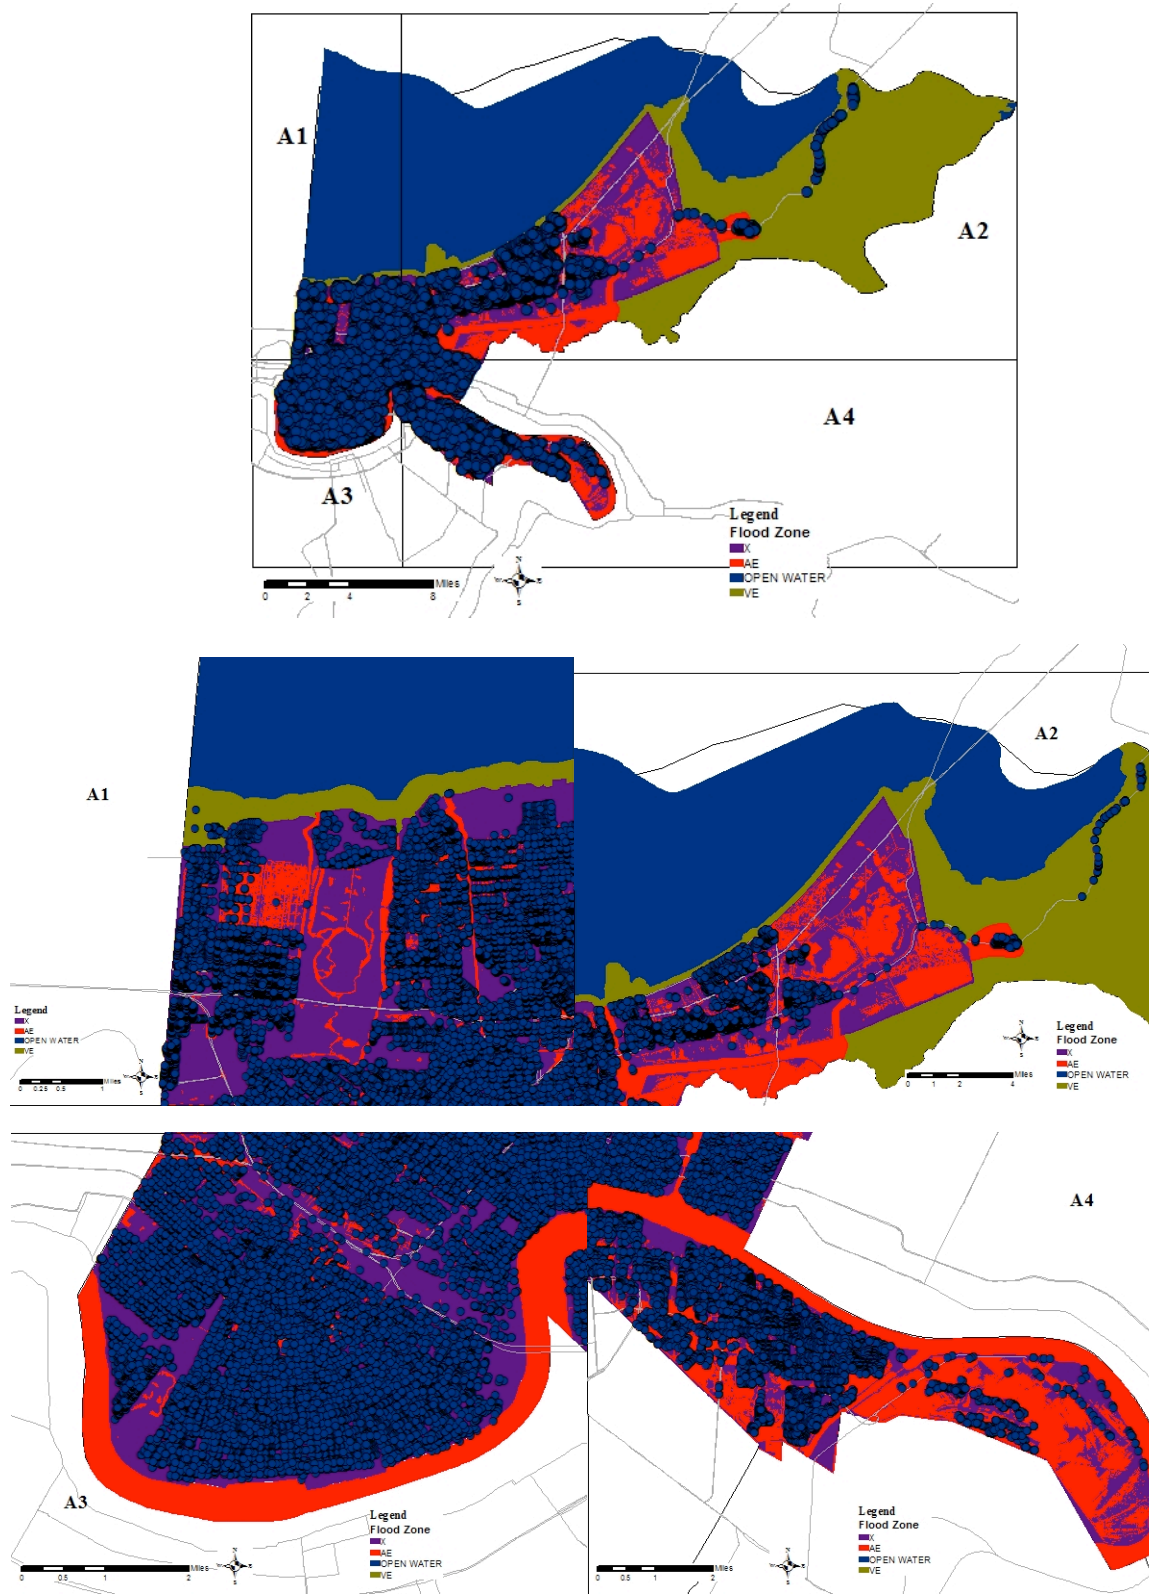 A1
A2
A4
A3
Legend
Flood Zone
X
AE
OPEN WATER
VE
Miles
0 2 4 8
N
W E
S
A1
Legend
X
AE
OPEN WATER
VE
Miles
0 0.25 0.5 1
N
W E
S
A2
Legend
Flood Zone
X
AE
OPEN WATER
VE
Miles
0 1 2 4
N
W E
S
A3
Legend
Flood Zone
X
AE
OPEN WATER
VE
Miles
0 0.5 1 2
N
W E
S
A4
Legend
Flood Zone
X
AE
OPEN WATER
VE
Miles
0 0.5 1 2
N
W E
S